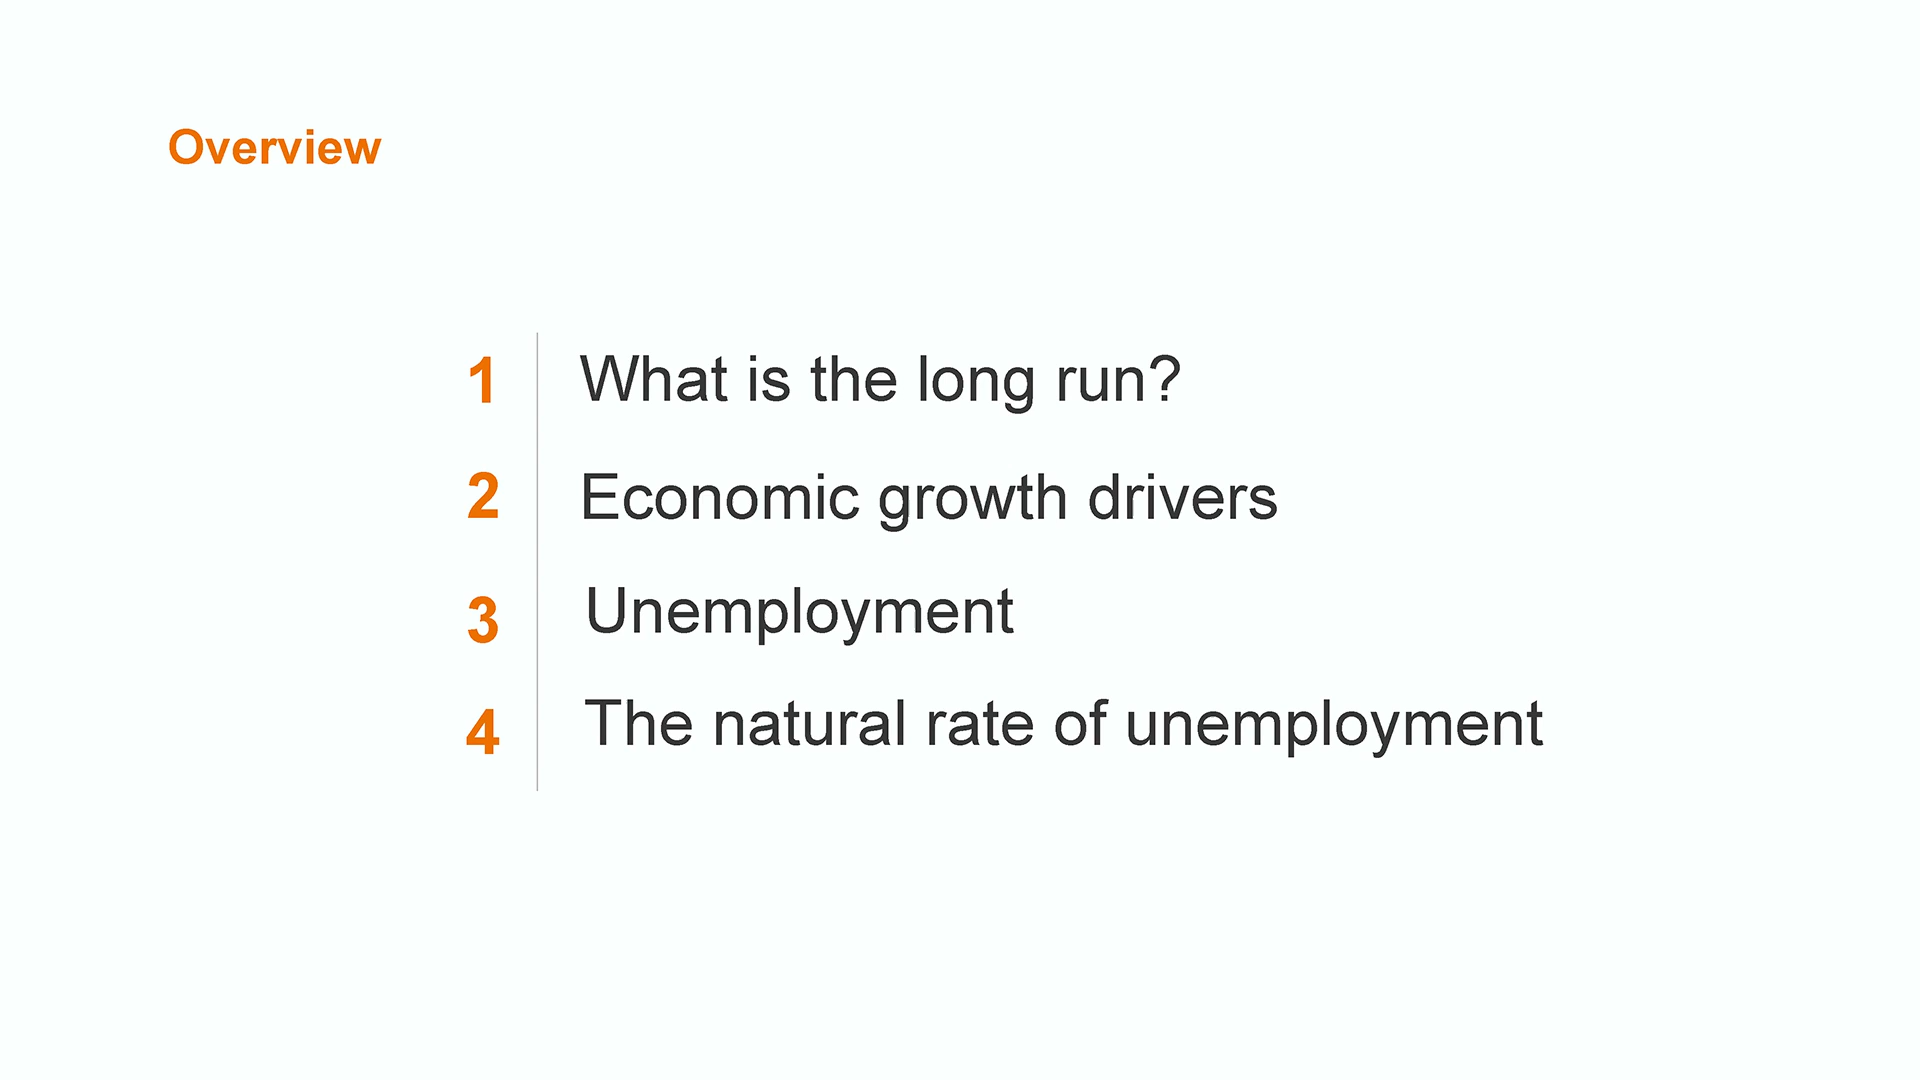 Overview
1 What is the long run?
2 Economic growth drivers
3 Unemployment
4 The natural rate of unemployment